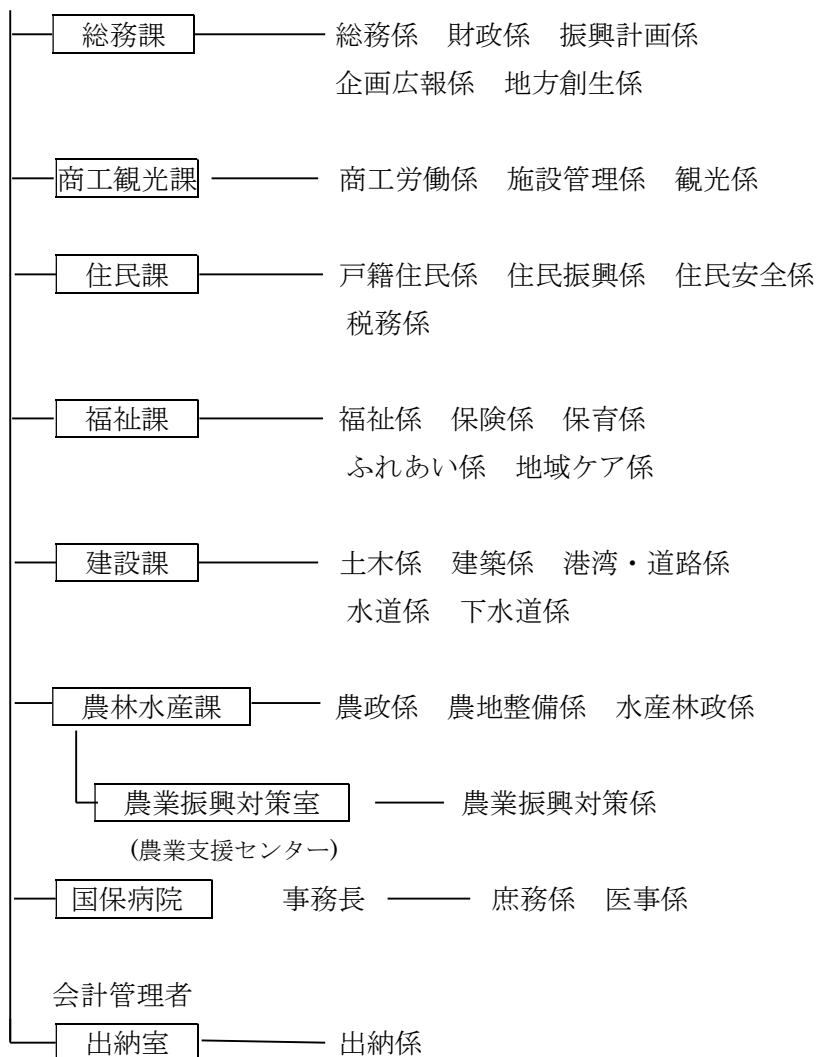 総務課 総務係 財政係 振興計画係
企画広報係 地方創生係
商工観光課 商工労働係 施設管理係 観光係
住民課 戸籍住民係 住民振興係 住民安全係
税務係
福祉課 福祉係 保険係 保育係
ふれあい係 地域ケア係
建設課 土木係 建築係 港湾・道路係
水道係 下水道係
農林水産課 農政係 農地整備係 水産林政係
農業振興対策室 農業振興対策係
(農業支援センター)
国保病院 事務長 庶務係 医事係
会計管理者
出納室 出納係